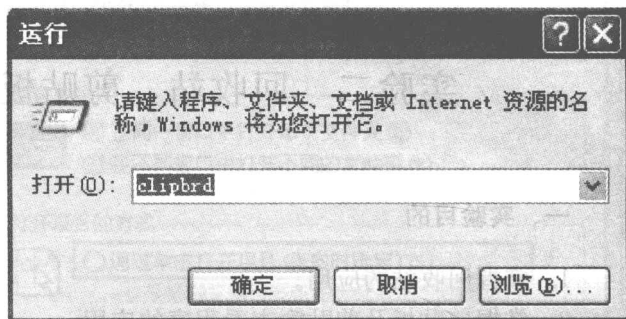 运行
请键入程序、文件夹、文档或 Internet 资源的名
称，Windows 将为您打开它。
打开(O): clipbrd
确定 取消 浏览(B)...